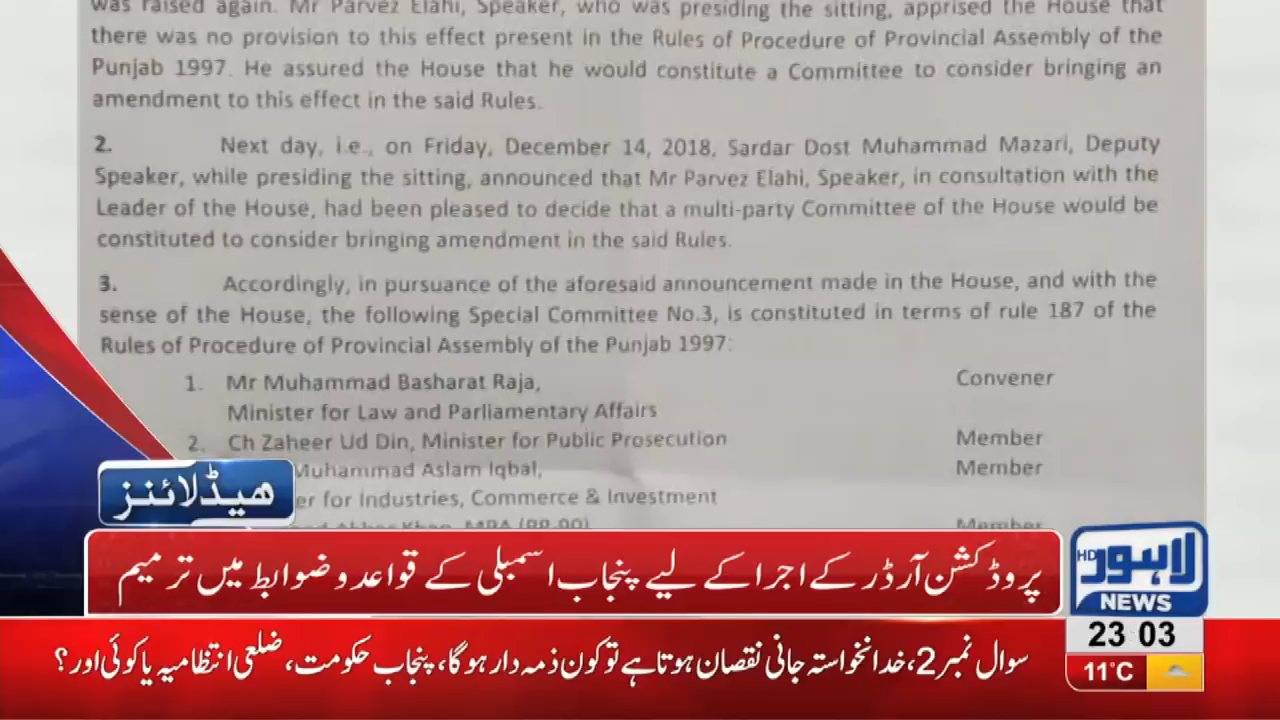 was raised again. Mr Parvez Elahi, Speaker, who was presiding the sitting, apprised the House that
there was no provision to this effect present in the Rules of Procedure of Provincial Assembly of the
Punjab 1997. He assured the House that he would constitute a Committee to consider bringing an
amendment to this effect in the said Rules.
2. Next day, i.e., on Friday, December 14, 2018, Sardar Dost Muhammad Mazari, Deputy
Speaker, while presiding the sitting, announced that Mr Parvez Elahi, Speaker, in consultation with the
Leader of the House, had been pleased to decide that a multi-party Committee of the House would be
constituted to consider bringing amendment in the said Rules.
3. Accordingly, in pursuance of the aforesaid announcement made in the House, and with the
sense of the House, the following Special Committee No.3, is constituted in terms of rule 187 of the
Rules of Procedure of Provincial Assembly of the Punjab 1997:
1. Mr Muhammad Basharat Raja, Convener
Minister for Law and Parliamentary Affairs
2. Ch Zaheer Ud Din, Minister for Public Prosecution Member
Muhammad Aslam Iqbal, Member
er for Industries, Commerce & Investment
Khan, MPA (PP-90) Member
ھیڈلائنز
پروڈکشن آرڈر کے اجرا کے لیے پنجاب اسمبلی کے قواعد و ضوابط میں ترمیم
HD لاہور
NEWS
23 03
11°C
سوال نمبر 2، خدانخواستہ جانی نقصان ہوتا ہے تو کون ذمہ دار ہوگا، پنجاب حکومت، ضلعی انتظامیہ یا کوئی اور؟